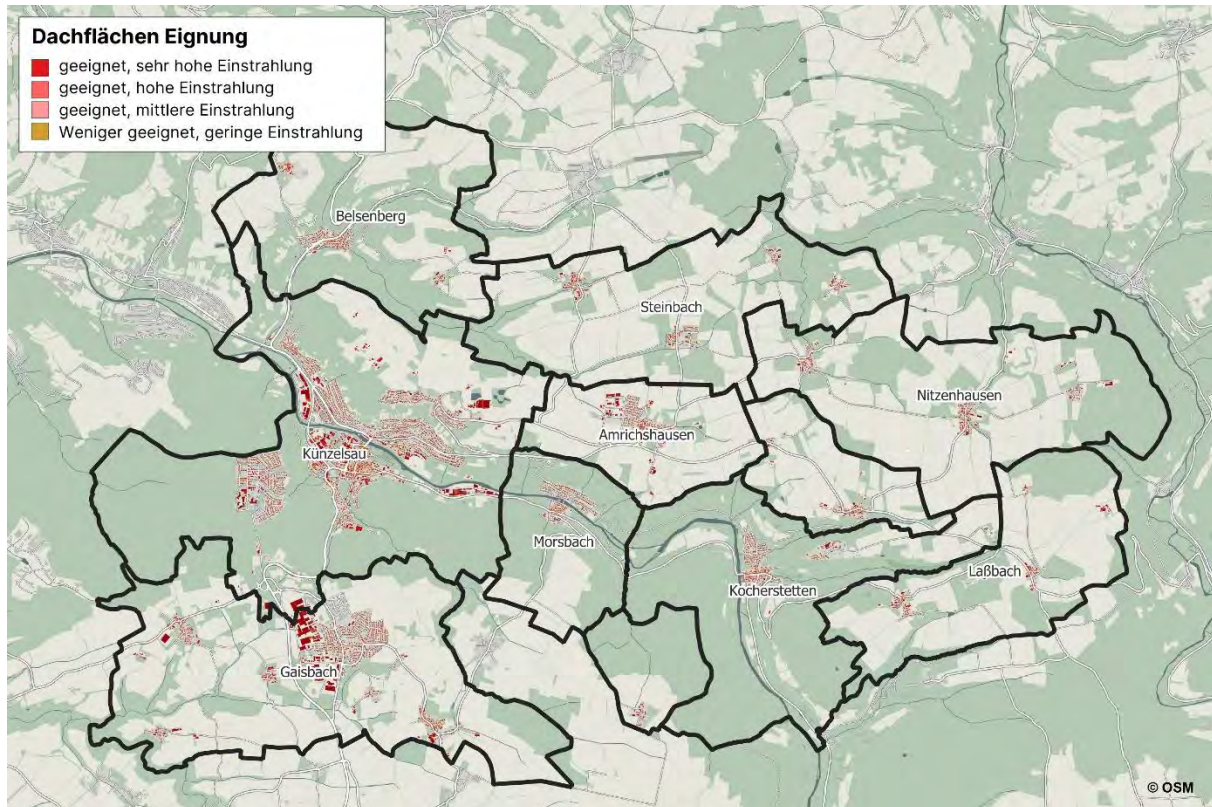 Dachflächen Eignung
geeignet, sehr hohe Einstrahlung
geeignet, hohe Einstrahlung
geeignet, mittlere Einstrahlung
Weniger geeignet, geringe Einstrahlung
Belsenberg
Steinbach
Nitzenhausen
Amrichshausen
Künzelsau
Morsbach
Laßbach
Kocherstetten
Gaisbach
© OSM